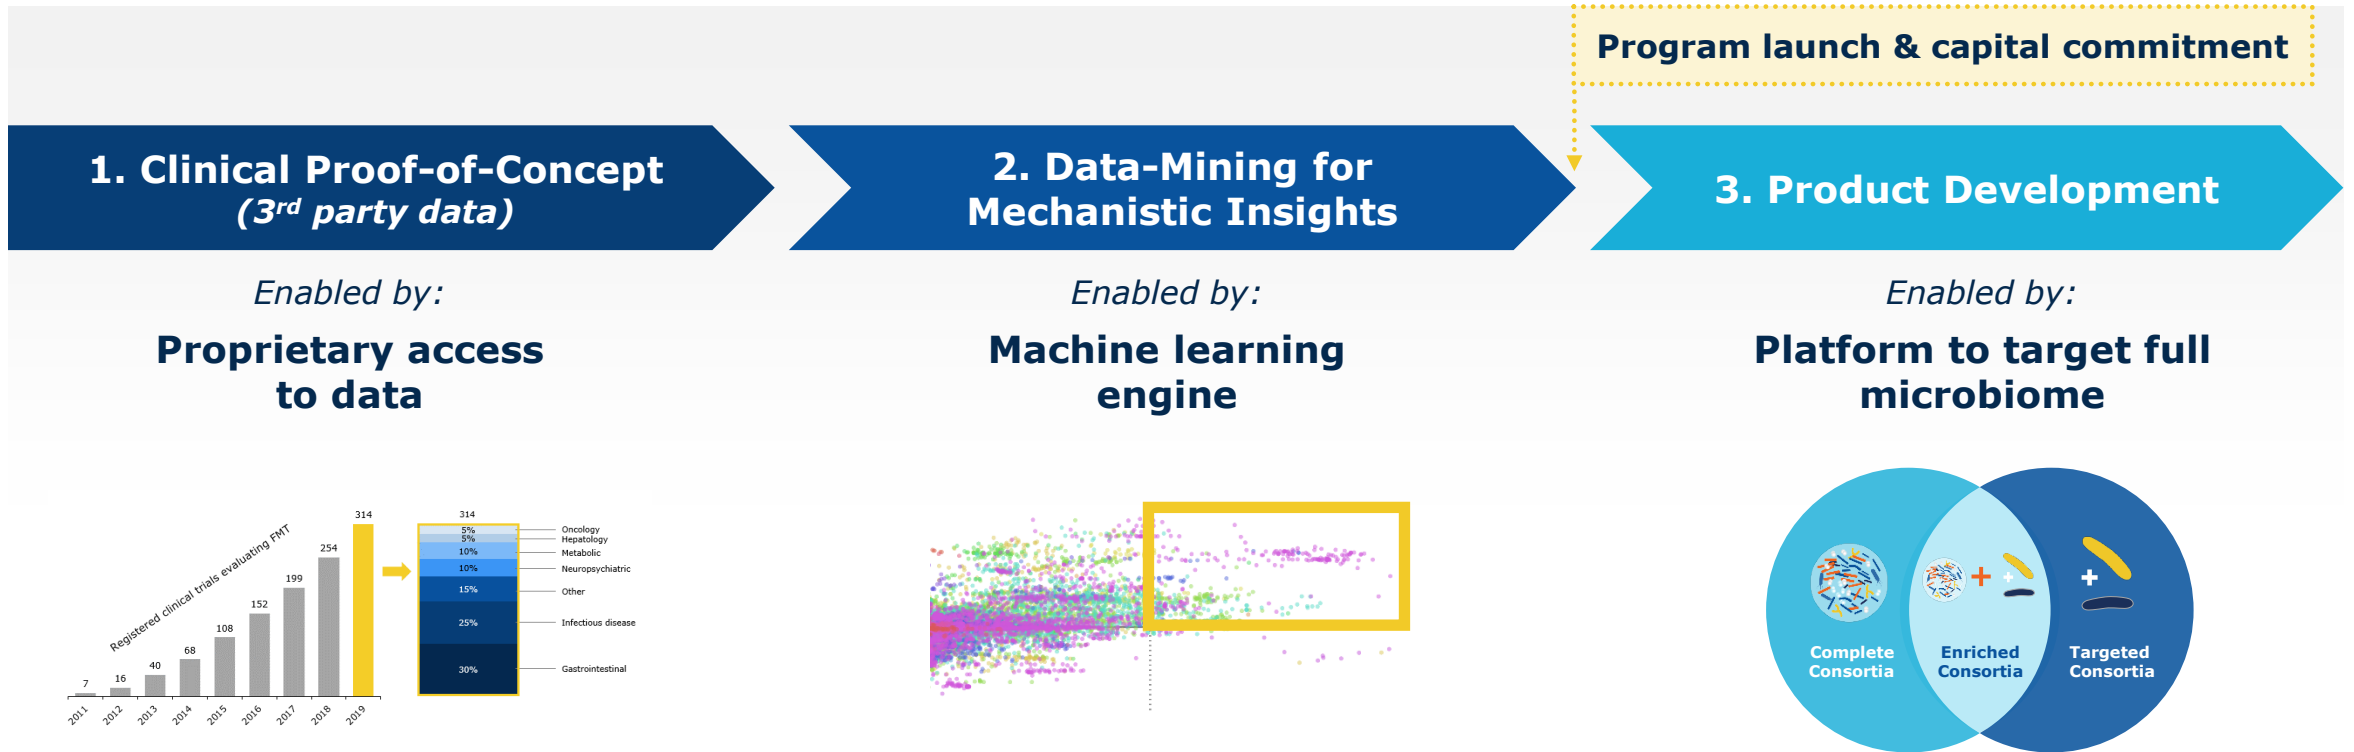 Program launch & capital commitment
1. Clinical Proof-of-Concept
(3rd party data)
2. Data-Mining for
Mechanistic Insights
3. Product Development
Enabled by:
Proprietary access
to data
Enabled by:
Machine learning
engine
Enabled by:
Platform to target full
microbiome
Registered clinical trials evaluating FMT
7
16
40
68
108
152
199
254
314
2011
2012
2013
2014
2015
2016
2017
2018
2019
314
5% Oncology
5% Hepatology
10% Metabolic
10% Neuropsychiatric
15% Other
25% Infectious disease
30% Gastrointestinal
Complete
Consortia
Enriched
Consortia
Targeted
Consortia